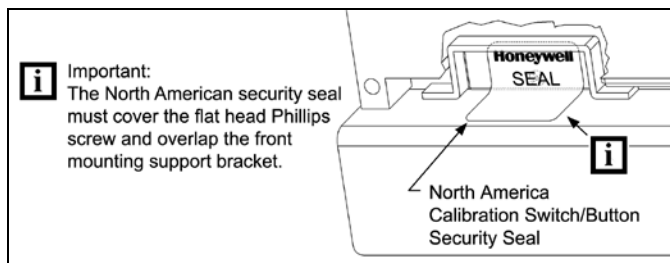 i
Important:
The North American security seal
must cover the flat head Phillips
screw and overlap the front
mounting support bracket.
Honeywell
SEAL
i
North America
Calibration Switch/Button
Security Seal